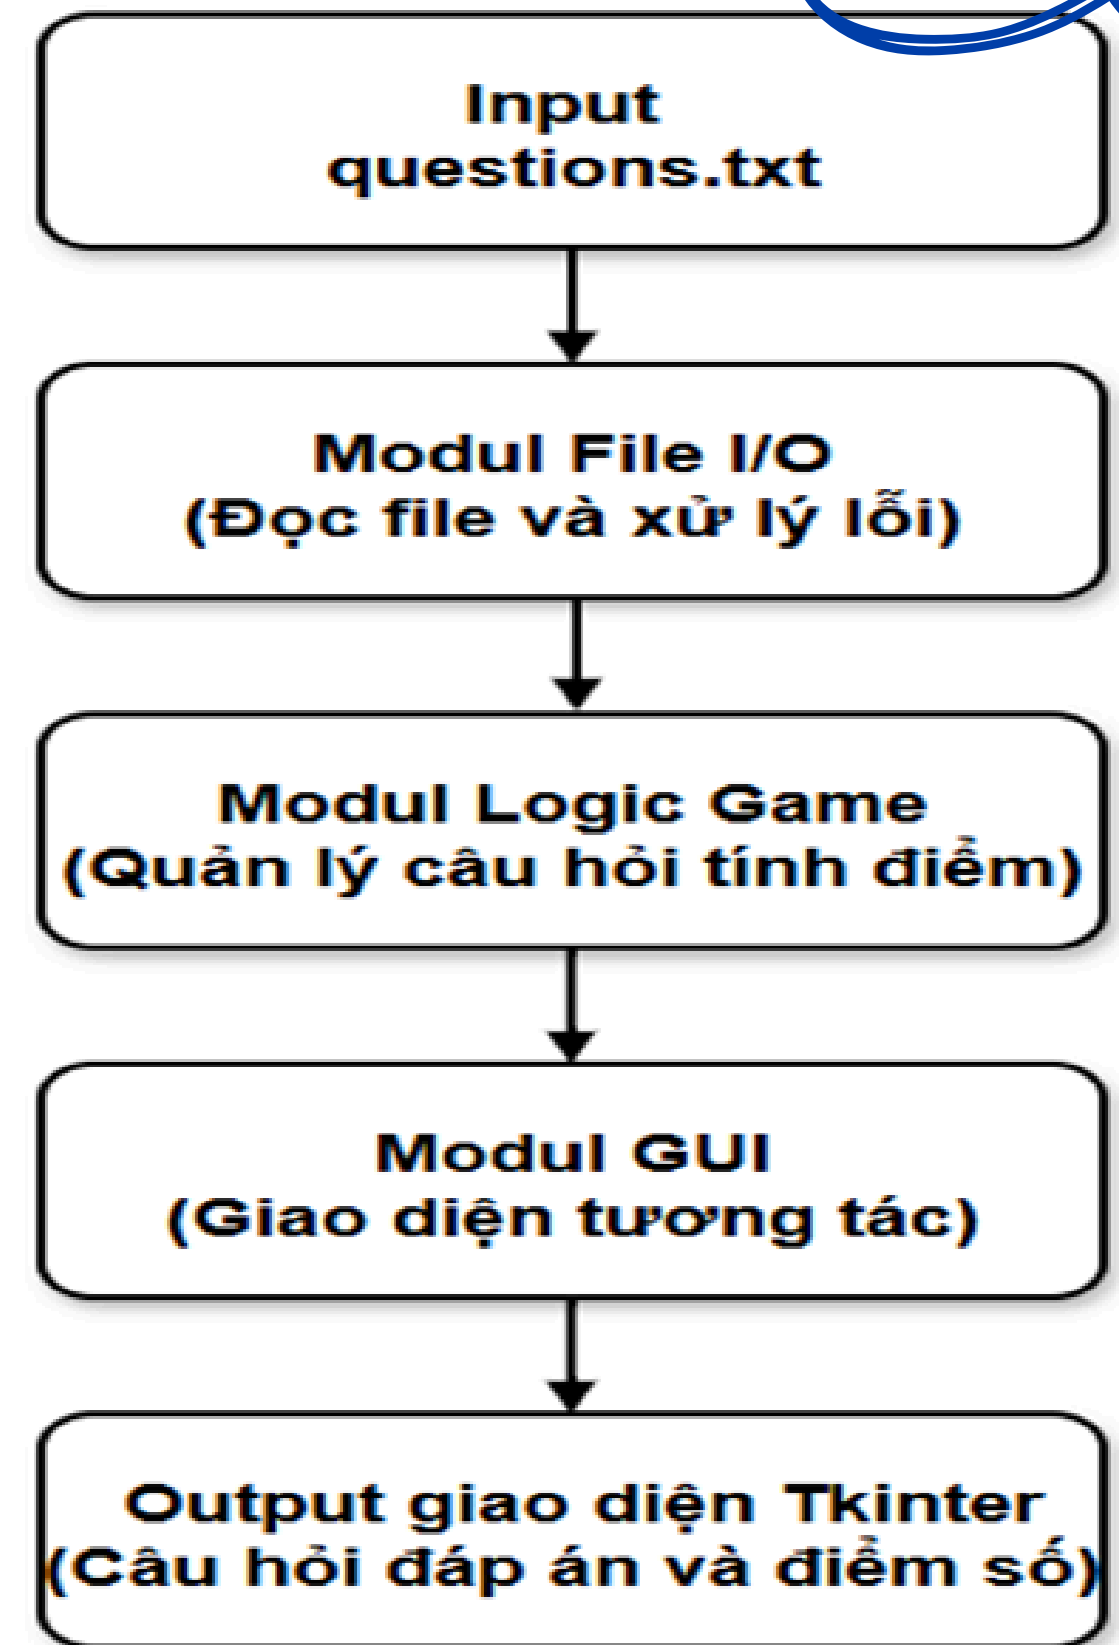 Input
questions.txt
Modul File I/O
(Đọc file và xử lý lỗi)
Modul Logic Game
(Quản lý câu hỏi tính điểm)
Modul GUI
(Giao diện tương tác)
Output giao diện Tkinter
(Câu hỏi đáp án và điểm số)